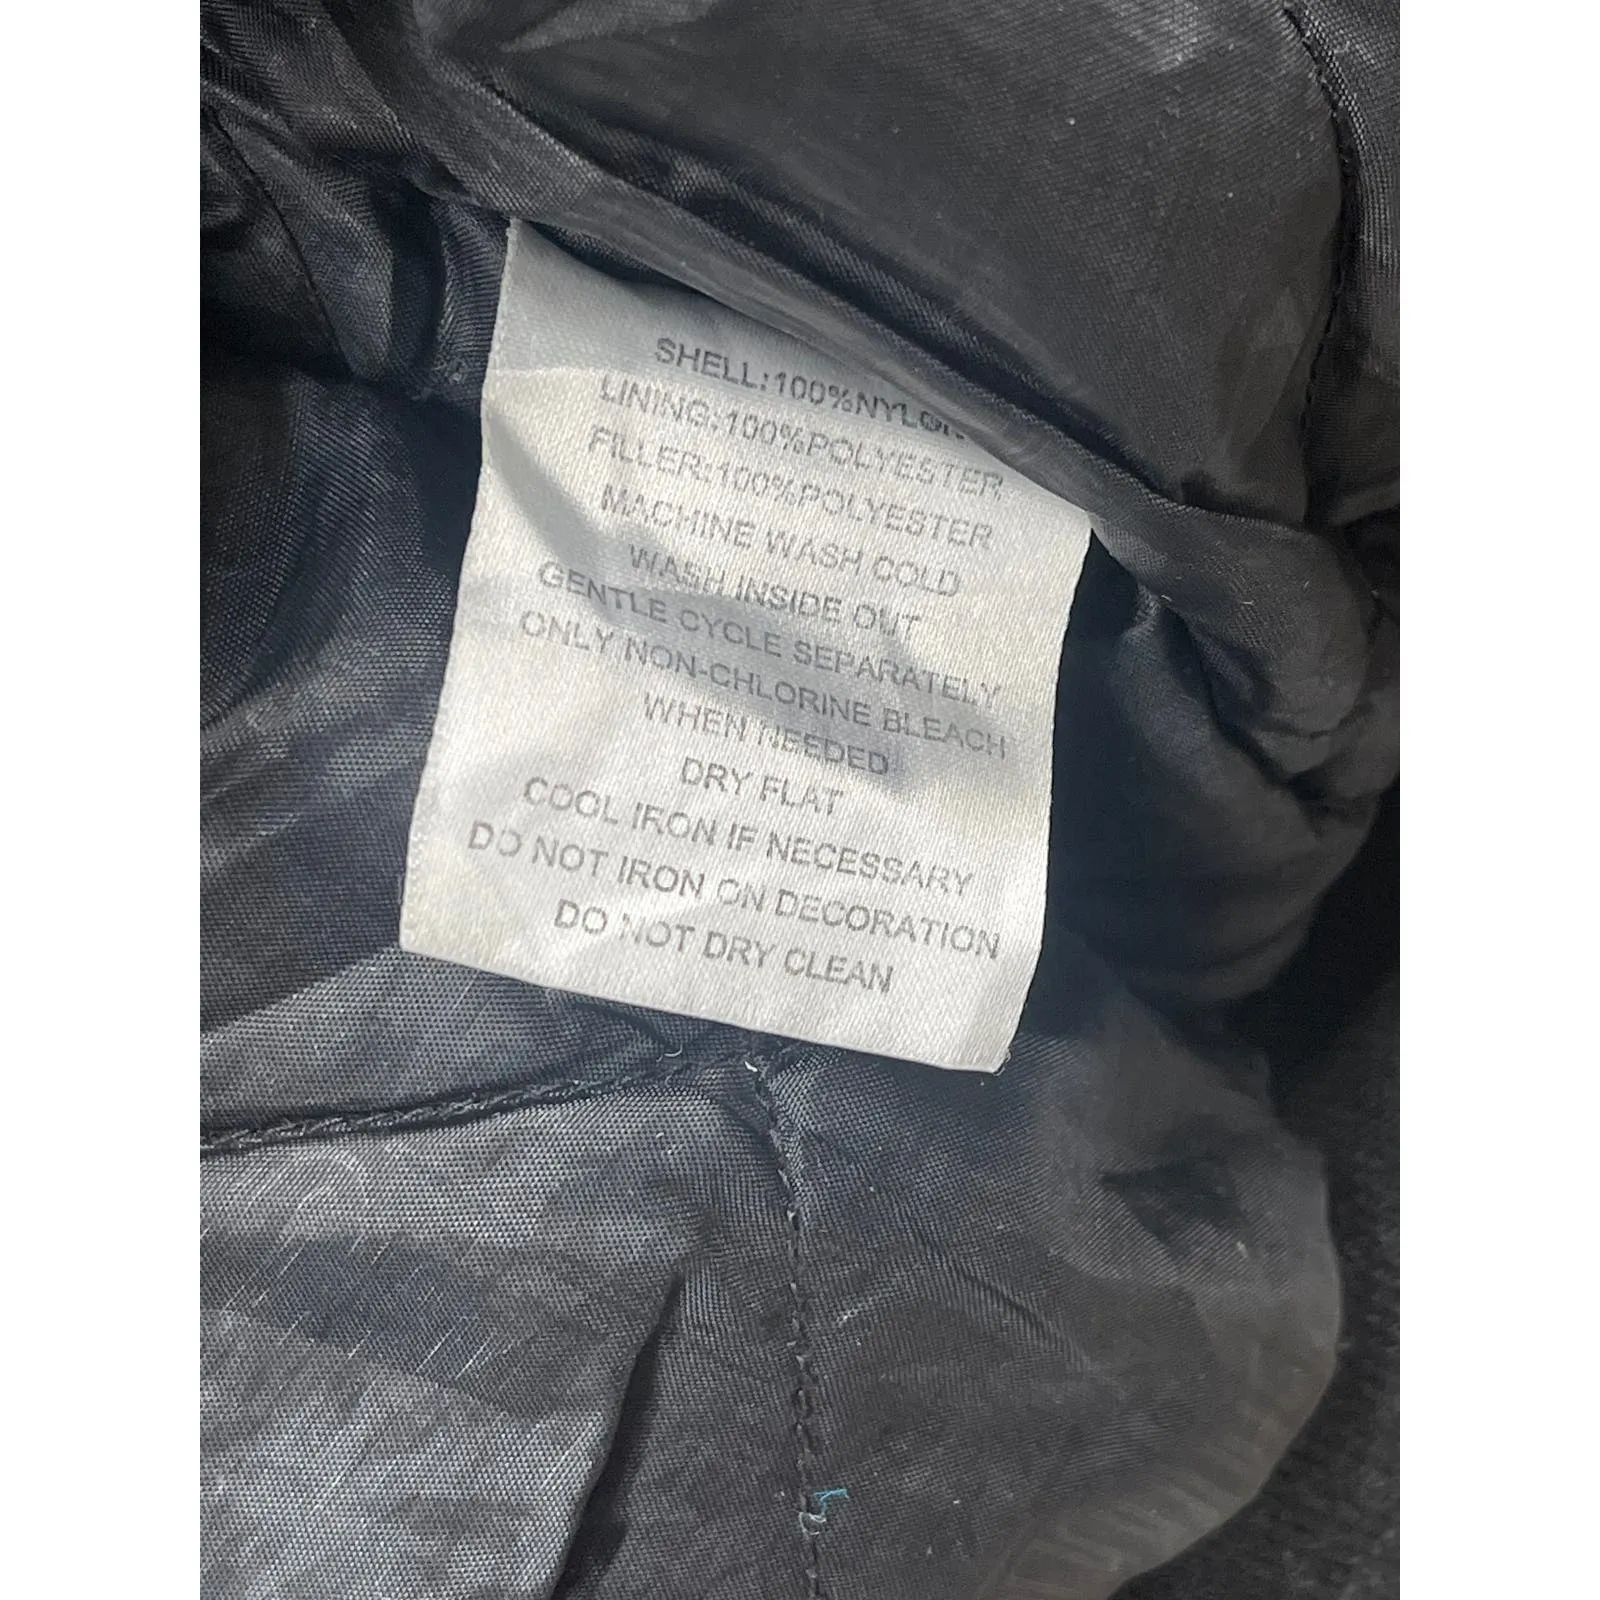 SHELL:100%NYLON
LINING:100%POLYESTER
FILLER:100%POLYESTER
MACHINE WASH COLD
WASH INSIDE OUT
GENTLE CYCLE SEPARATELY
ONLY NON-CHLORINE BLEACH
WHEN NEEDED
DRY FLAT
COOL IRON IF NECESSARY
DO NOT IRON ON DECORATION
DO NOT DRY CLEAN